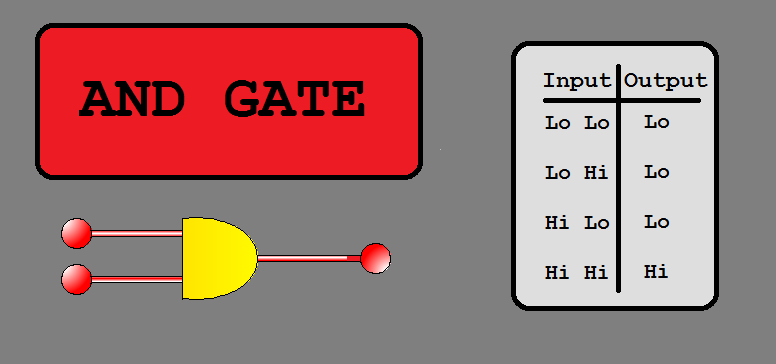 AND GATE
Input Output
Lo Lo Lo
Lo Hi Lo
Hi Lo Lo
Hi Hi Hi